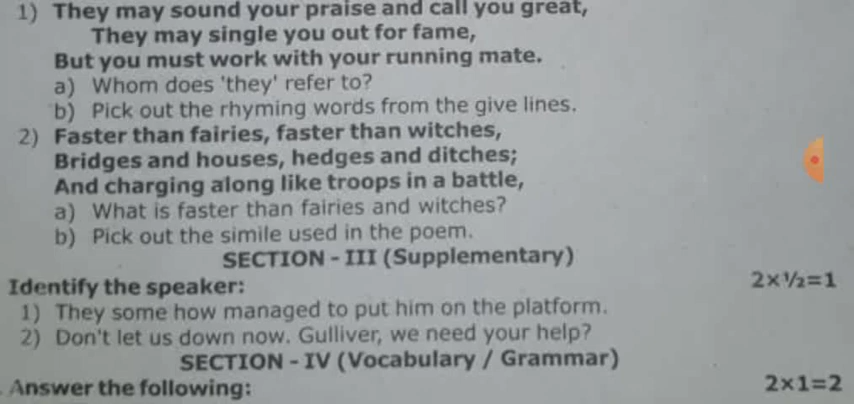 1) They may sound your praise and call you great,
They may single you out for fame,
But you must work with your running mate.
a) Whom does 'they' refer to?
b) Pick out the rhyming words from the give lines.
2) Faster than fairies, faster than witches,
Bridges and houses, hedges and ditches;
And charging along like troops in a battle,
a) What is faster than fairies and witches?
b) Pick out the simile used in the poem.
SECTION - III (Supplementary)
Identify the speaker: 2×½=1
1) They some how managed to put him on the platform.
2) Don't let us down now. Gulliver, we need your help?
SECTION - IV (Vocabulary / Grammar)
Answer the following: 2×1=2